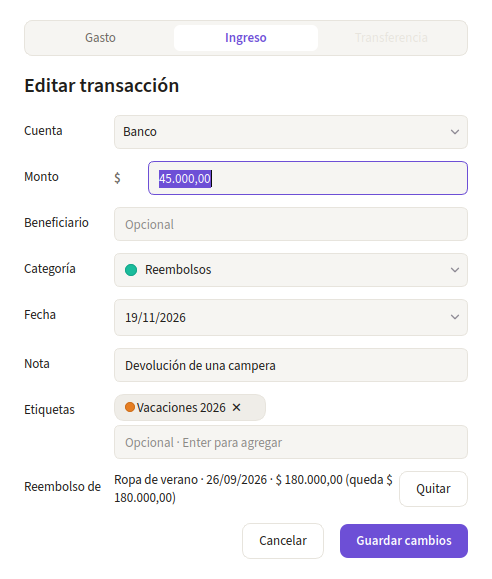 Gasto Ingreso Transferencia
Editar transacción
Cuenta Banco
Monto $ 45.000,00
Beneficiario Opcional
Categoría Reembolsos
Fecha 19/11/2026
Nota Devolución de una campera
Etiquetas Vacaciones 2026 ✕
Opcional · Enter para agregar
Reembolso de Ropa de verano · 26/09/2026 · $ 180.000,00 (queda $
180.000,00) Quitar
Cancelar Guardar cambios